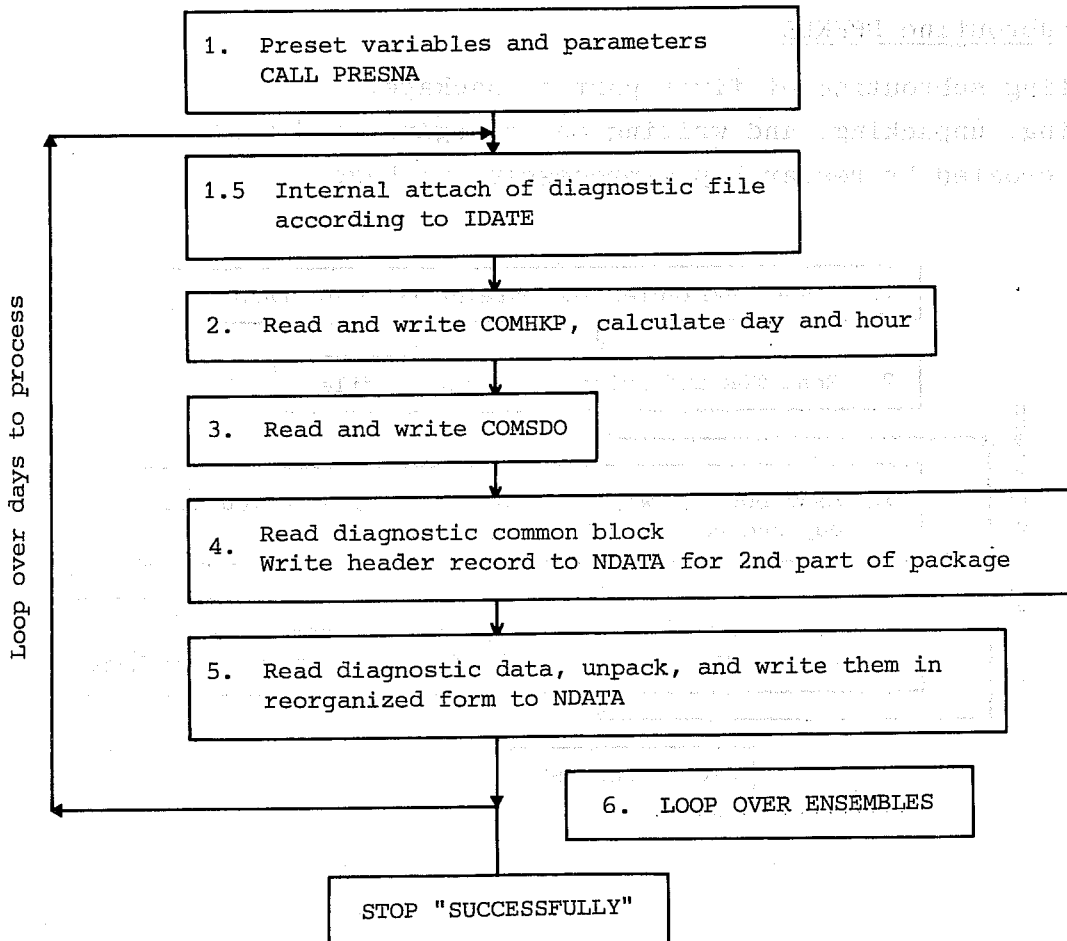 1. Preset variables and parameters
CALL PRESNA
1.5 Internal attach of diagnostic file
according to IDATE
2. Read and write COMHKP, calculate day and hour
3. Read and write COMSDO
4. Read diagnostic common block
Write header record to NDATA for 2nd part of package
5. Read diagnostic data, unpack, and write them in
reorganized form to NDATA
6. LOOP OVER ENSEMBLES
STOP "SUCCESSFULLY"
Loop over days to process